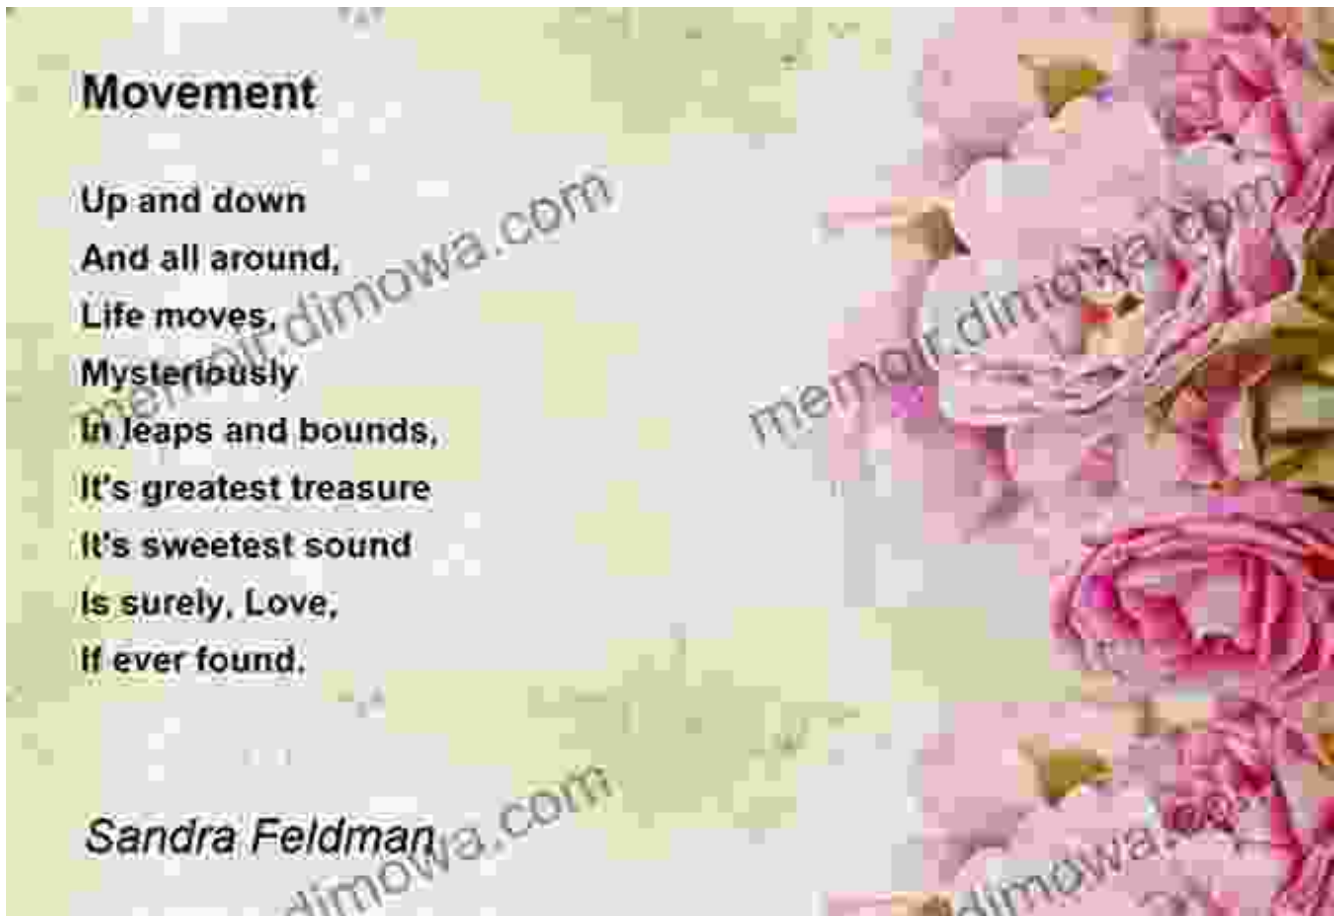 Movement
Up and down
And all around,
Life moves,
Mysteriously
In leaps and bounds,
It's greatest treasure
It's sweetest sound
Is surely, Love,
If ever found.
Sandra Feldman
memoir.dimowa.com
memoir.dimowa.com
dimowa.com
dimowa.com